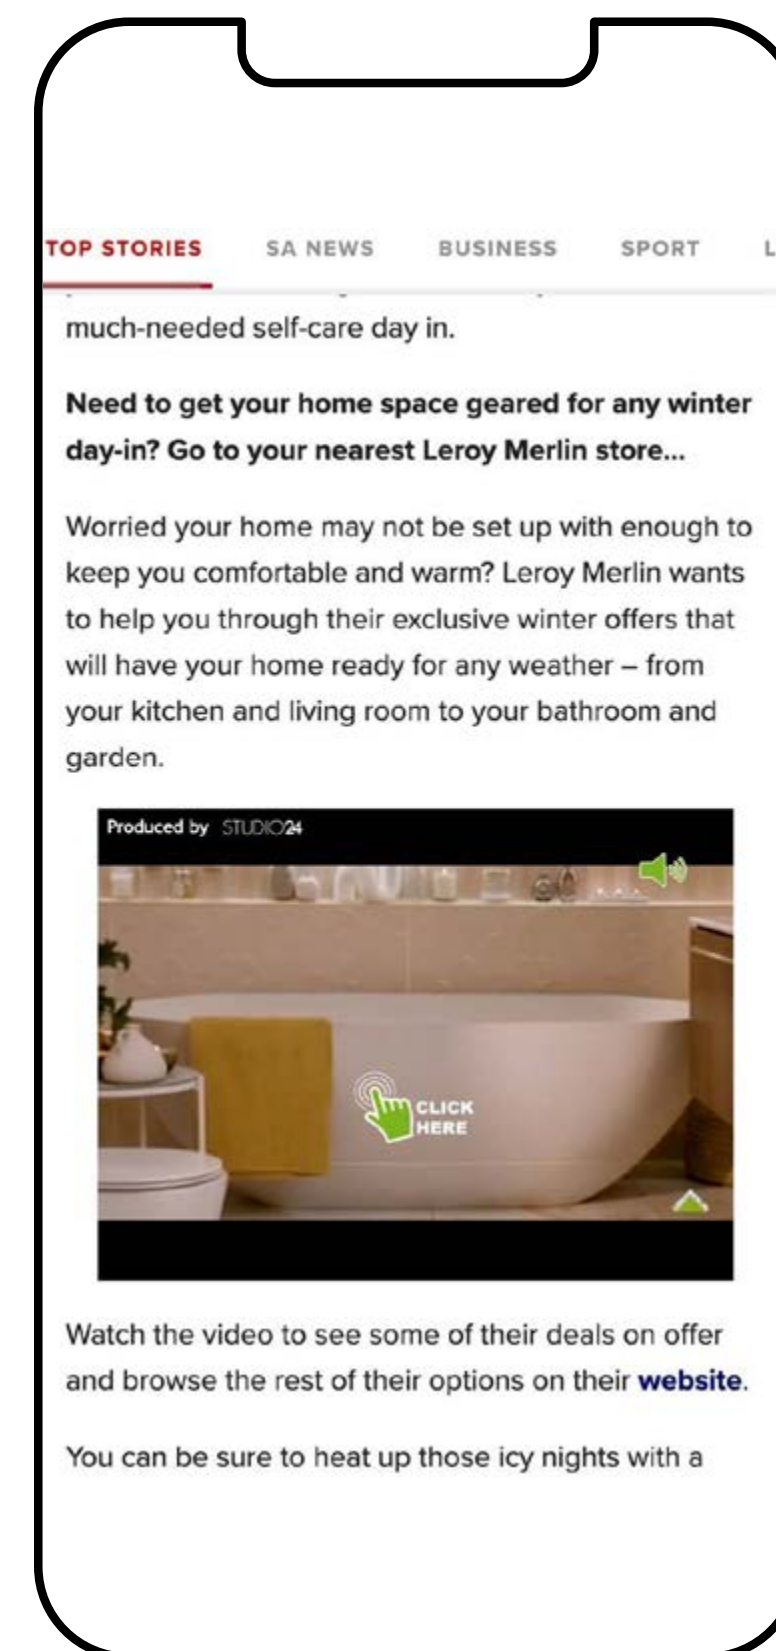 TOP STORIES SA NEWS BUSINESS SPORT L
much-needed self-care day in.
Need to get your home space geared for any winter
day-in? Go to your nearest Leroy Merlin store...
Worried your home may not be set up with enough to
keep you comfortable and warm? Leroy Merlin wants
to help you through their exclusive winter offers that
will have your home ready for any weather – from
your kitchen and living room to your bathroom and
garden.
Produced by STUDIO24
CLICK
HERE
Watch the video to see some of their deals on offer
and browse the rest of their options on their website.
You can be sure to heat up those icy nights with a